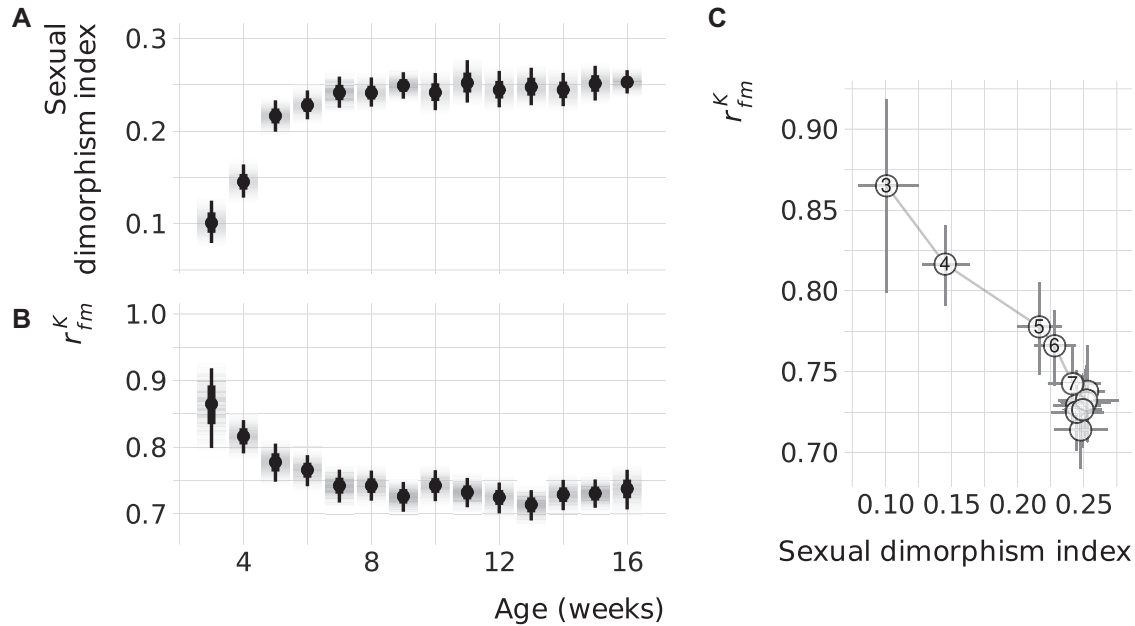 A
Sexual
dimorphism index
0.3
0.2
0.1
B
r^K_fm
1.0
0.9
0.8
0.7
4 8 12 16
Age (weeks)
C
r^K_fm
0.90
0.85
0.80
0.75
0.70
3
4
5
6
7
0.10 0.15 0.20 0.25
Sexual dimorphism index